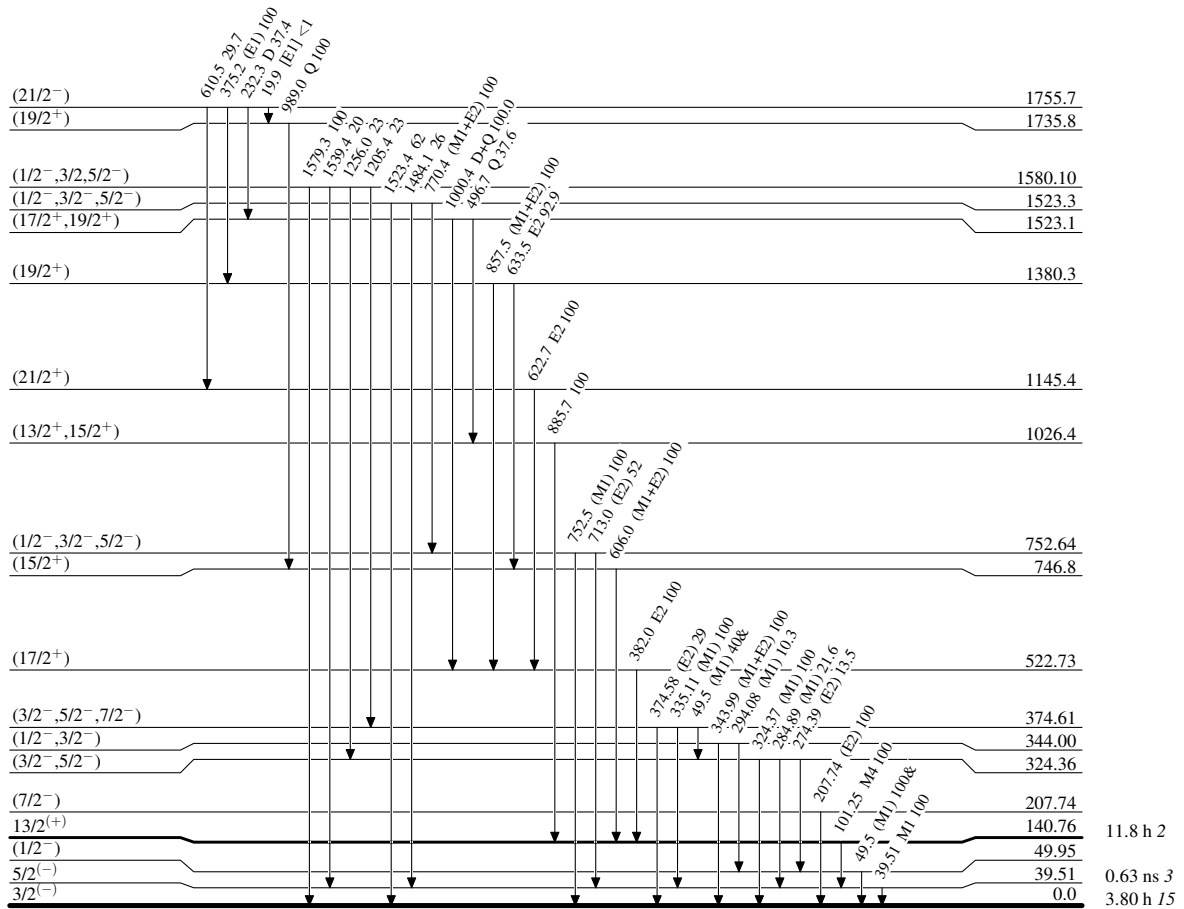 610.5 29.7
375.2 (E1) 100
232.3 D 37.4
19.9 [E1] <1
989.0 Q 100
1579.3 100
1539.4 20
1256.0 23
1205.4 23
1523.4 62
1484.1 26
770.4 (M1+E2) 100
1000.4 D+Q 100.0
496.7 Q 37.6
857.5 (M1+E2) 100
633.5 E2 92.9
622.7 E2 100
885.7 100
752.5 (M1) 100
713.0 (E2) 52
606.0 (M1+E2) 100
382.0 E2 100
374.58 (E2) 29
335.11 (M1) 100
49.5 (M1) 40&
343.99 (M1+E2) 100
294.08 (M1) 10.3
324.37 (M1) 100
284.89 (M1) 21.6
274.39 (E2) 13.5
207.74 (E2) 100
101.25 M4 100
49.5 (M1) 100&
39.51 M1 100
(21/2⁻) 1755.7
(19/2⁺) 1735.8
(1/2⁻,3/2,5/2⁻) 1580.10
(1/2⁻,3/2⁻,5/2⁻) 1523.3
(17/2⁺,19/2⁺) 1523.1
(19/2⁺) 1380.3
(21/2⁺) 1145.4
(13/2⁺,15/2⁺) 1026.4
(1/2⁻,3/2⁻,5/2⁻) 752.64
(15/2⁺) 746.8
(17/2⁺) 522.73
(3/2⁻,5/2⁻,7/2⁻) 374.61
(1/2⁻,3/2⁻) 344.00
(3/2⁻,5/2⁻) 324.36
(7/2⁻) 207.74
13/2⁽⁺⁾ 140.76 11.8 h 2
(1/2⁻) 49.95
5/2⁽⁻⁾ 39.51 0.63 ns 3
3/2⁽⁻⁾ 0.0 3.80 h 15